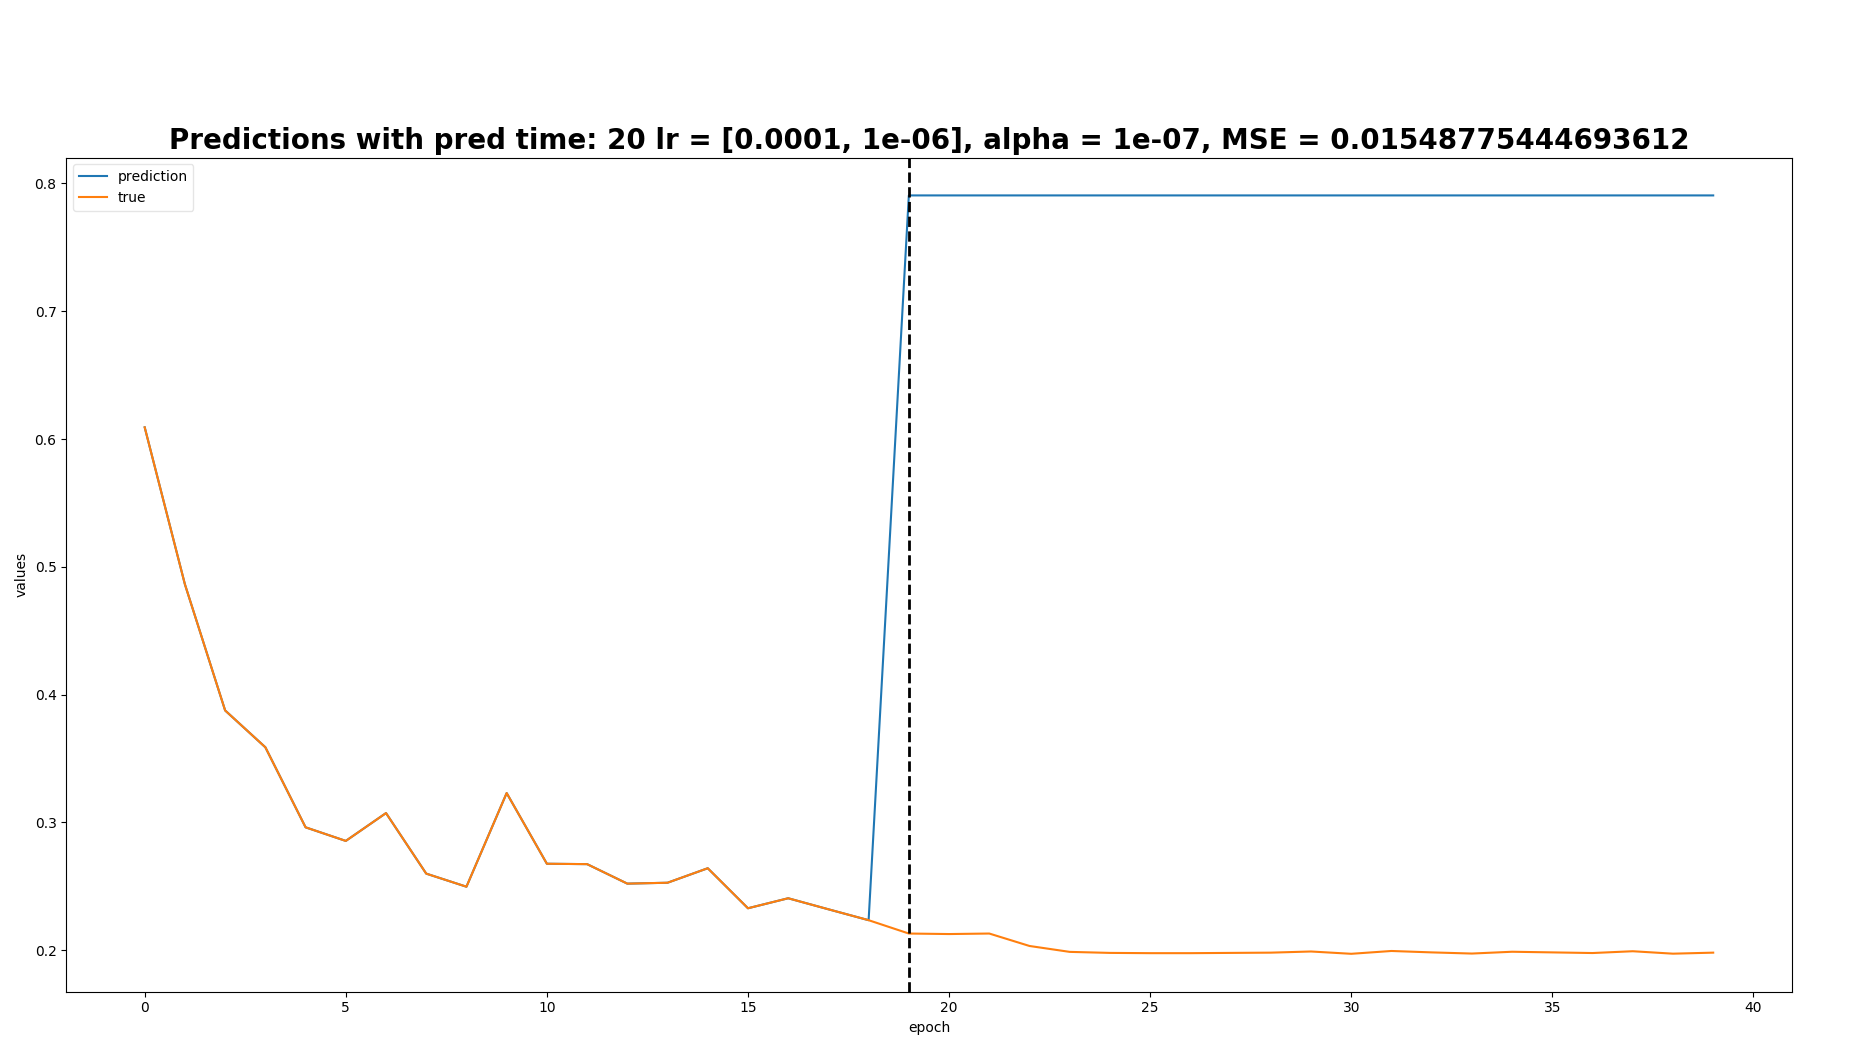 Predictions with pred time: 20 lr = [0.0001, 1e-06], alpha = 1e-07, MSE = 0.01548775444693612
prediction
true
0.8
0.7
0.6
0.5
0.4
0.3
0.2
values
0 5 10 15 20 25 30 35 40
epoch